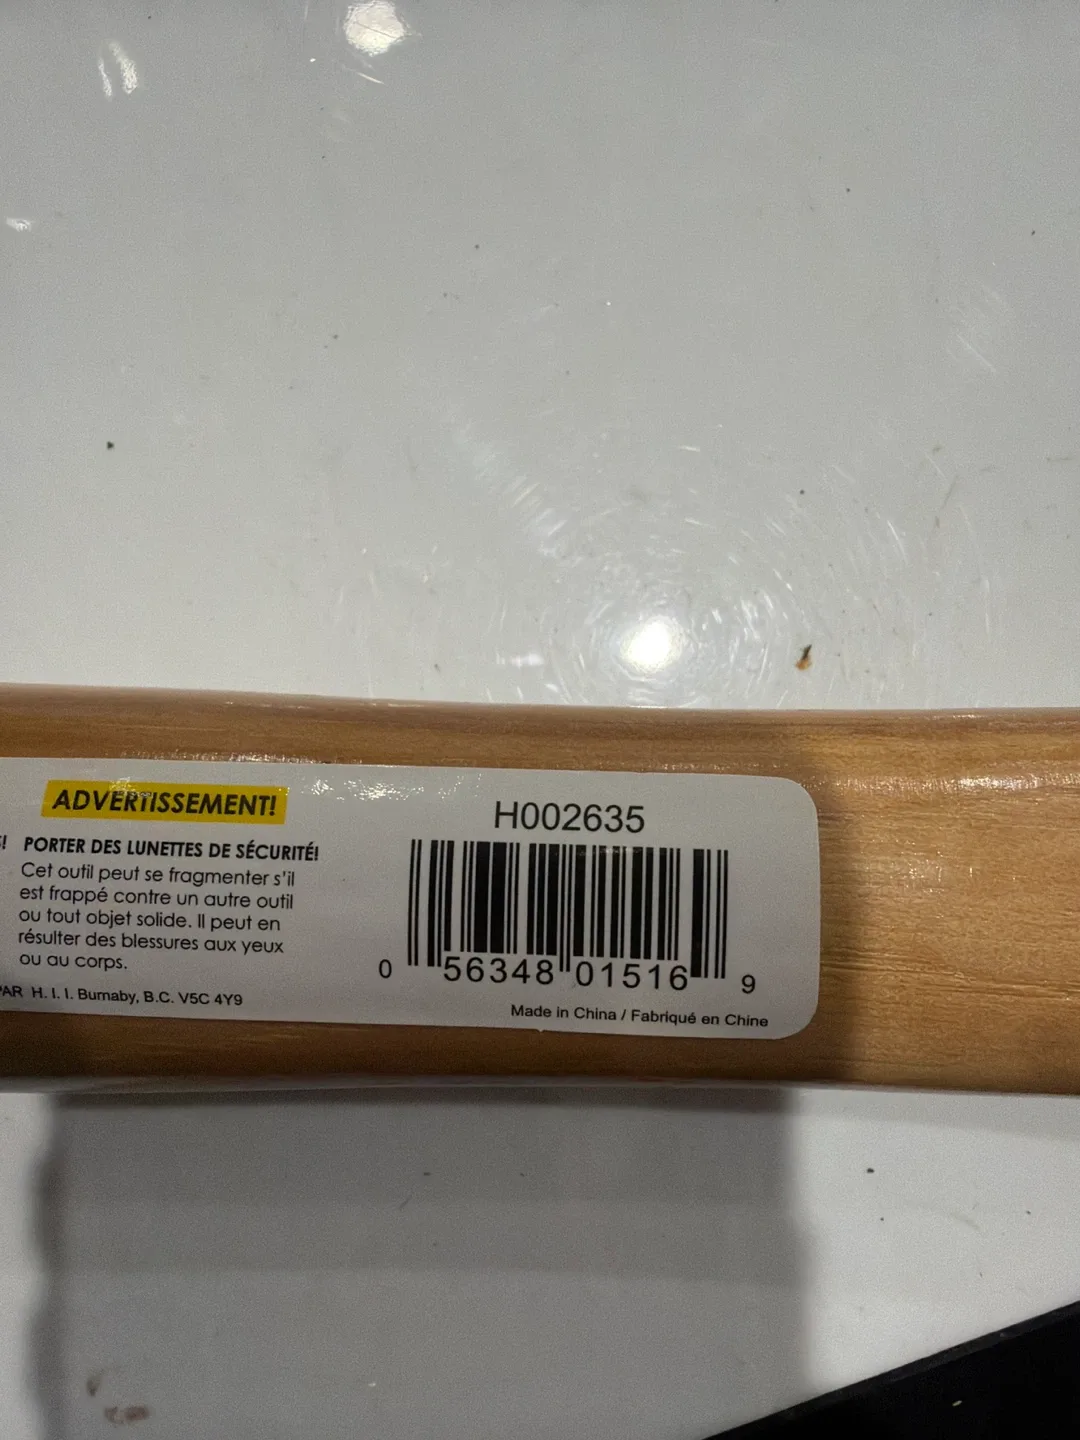 ADVERTISSEMENT!
! PORTER DES LUNETTES DE SÉCURITÉ!
Cet outil peut se fragmenter s'il
est frappé contre un autre outil
ou tout objet solide. Il peut en
résulter des blessures aux yeux
ou au corps.
AR H. I. I. Burnaby, B.C. V5C 4Y9
H002635
0 56348 01516 9
Made in China / Fabriqué en Chine